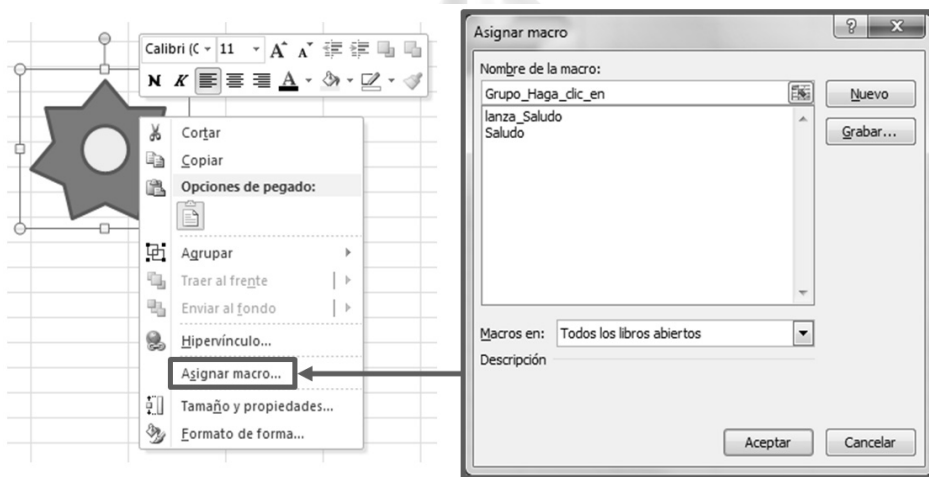 Calibri (C
11
A A
N K A
Cortar
Copiar
Opciones de pegado:
Agrupar
Traer al frente
Enviar al fondo
Hipervínculo...
Asignar macro...
Tamaño y propiedades...
Formato de forma...
Asignar macro
Nombre de la macro:
Grupo_Haga_clic_en
Nuevo
lanza_Saludo
Saludo
Grabar...
Macros en: Todos los libros abiertos
Descripción
Aceptar
Cancelar